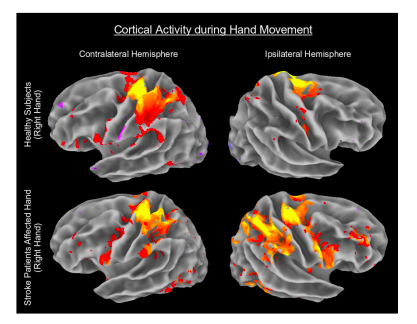 Cortical Activity during Hand Movement
Contralateral Hemisphere
Ipsilateral Hemisphere
Healthy Subjects
(Right Hand)
Stroke Patients Affected Hand
(Right Hand)